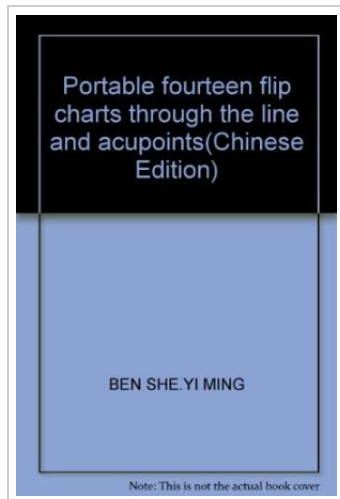 Portable fourteen flip
charts through the line
and acupoints(Chinese
Edition)
BEN SHE.YI MING
Note: This is not the actual book cover